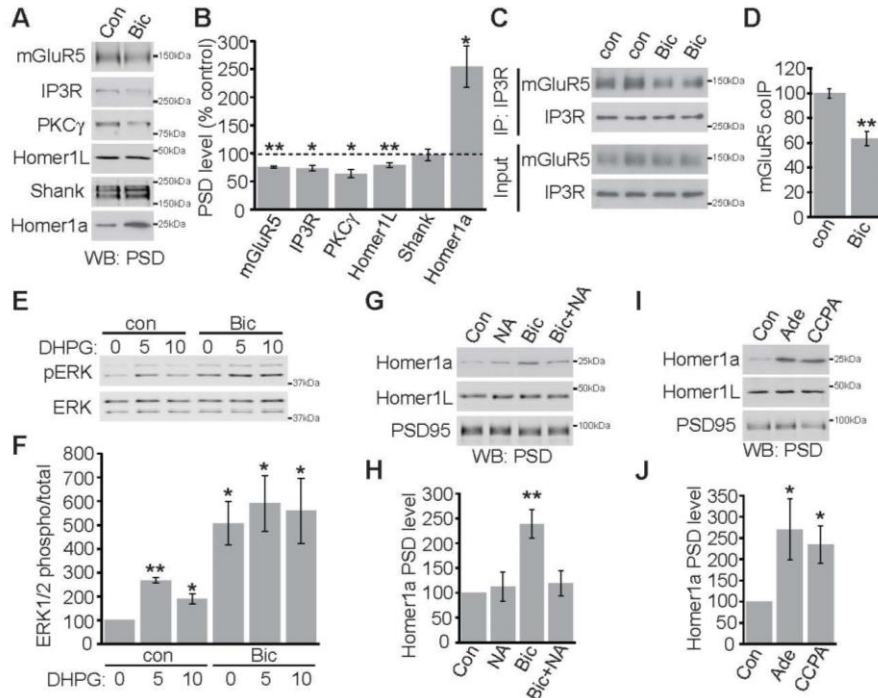 A
Con Bic
mGluR5 150kDa
IP3R 250kDa
PKCγ 75kDa
Homer1L 50kDa
Shank 250kDa
150kDa
Homer1a 25kDa
WB: PSD
B
PSD level (% control)
300
250
200
150
100
50
0
** * * ** *
mGluR5 IP3R PKCγ Homer1L Shank Homer1a
C
con con Bic Bic
IP: IP3R
mGluR5 150kDa
IP3R 250kDa
Input
mGluR5 150kDa
IP3R 250kDa
D
mGluR5 coIP
120
100
80
60
40
20
0
**
con Bic
E
con Bic
DHPG: 0 5 10 0 5 10
pERK 37kDa
ERK 37kDa
F
ERK1/2 phospho/total
800
700
600
500
400
300
200
100
0
** * * * *
con Bic
DHPG: 0 5 10 0 5 10
G
Con NA Bic Bic+NA
Homer1a 25kDa
Homer1L 50kDa
PSD95 100kDa
WB: PSD
H
Homer1a PSD level
300
250
200
150
100
50
0
**
Con NA Bic Bic+NA
I
Con Ade CCPA
Homer1a 25kDa
Homer1L 50kDa
PSD95 100kDa
WB: PSD
J
Homer1a PSD level
350
300
250
200
150
100
50
0
* *
Con Ade CCPA